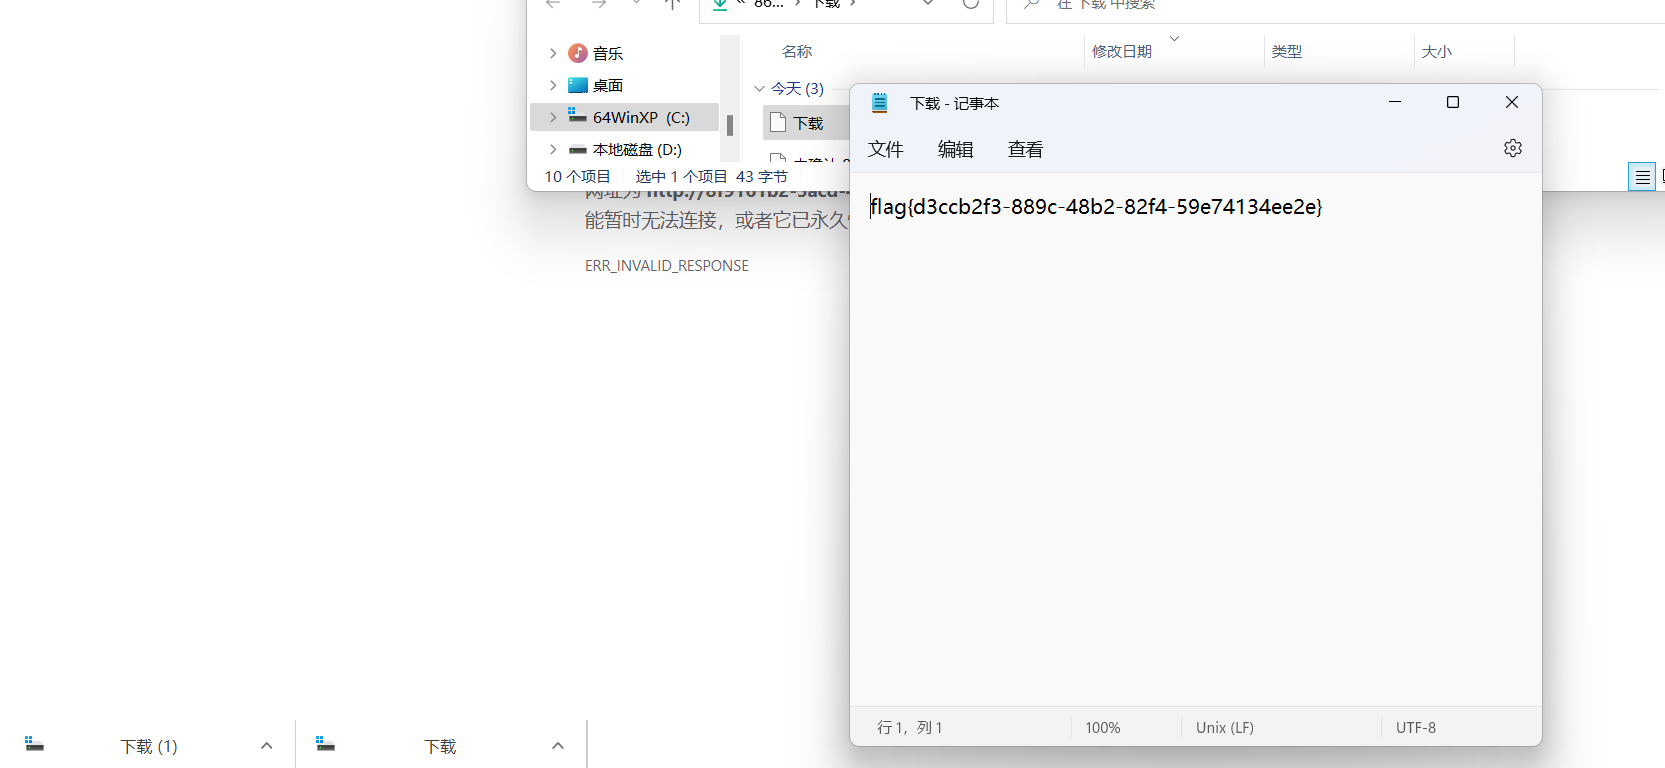 « 86... › 下载 ›
在 下载 中搜索
音乐
桌面
64WinXP (C:)
本地磁盘 (D:)
名称 修改日期 类型 大小
今天 (3)
下载
10 个项目 选中 1 个项目 43 字节
网址为
能暂时无法连接，或者它已永久
ERR_INVALID_RESPONSE
下载 - 记事本
文件 编辑 查看
flag{d3ccb2f3-889c-48b2-82f4-59e74134ee2e}
行 1，列 1 100% Unix (LF) UTF-8
下载 (1) 下载